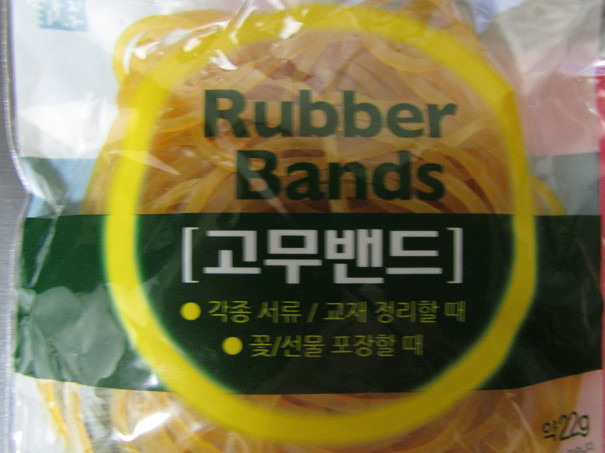 Rubber
Bands
[고무밴드]
● 각종 서류 / 교재 정리할 때
● 꽃/선물 포장할 때
약22g